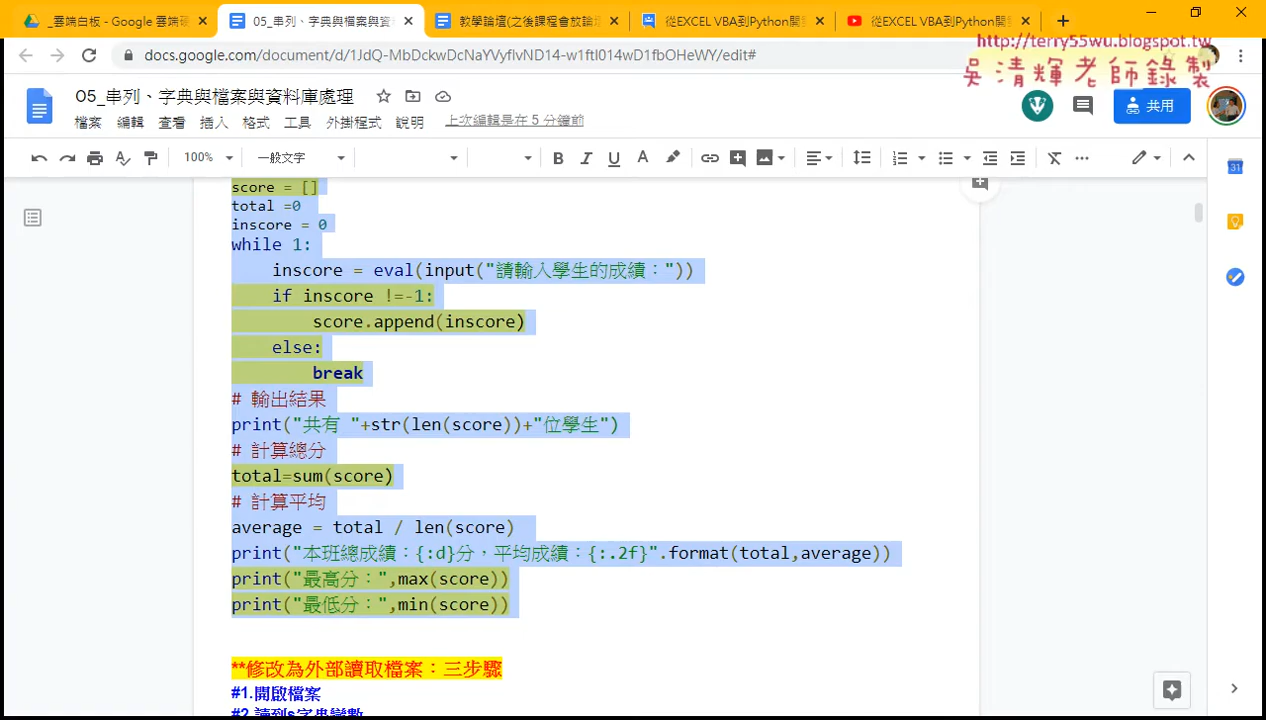 _雲端白板 - Google 雲端硬
05_串列、字典與檔案與資
教學論壇(之後課程會放論
從EXCEL VBA到Python開
從EXCEL VBA到Python開
docs.google.com/document/d/1JdQ-MbDckwDcNaYVyflvND14-w1ftI014wD1fbOHeWY/edit#
http://terry55wu.blogspot.tw
吳清輝老師錄製
05_串列、字典與檔案與資料庫處理
檔案 編輯 查看 插入 格式 工具 外掛程式 說明 上次編輯是在 5 分鐘前
共用
100% 一般文字
score = []
total =0
inscore = 0
while 1:
    inscore = eval(input("請輸入學生的成績："))
    if inscore !=-1:
        score.append(inscore)
    else:
        break
# 輸出結果
print("共有 "+str(len(score))+"位學生")
# 計算總分
total=sum(score)
# 計算平均
average = total / len(score)
print("本班總成績：{:d}分，平均成績：{:.2f}".format(total,average))
print("最高分：",max(score))
print("最低分：",min(score))
**修改為外部讀取檔案：三步驟
#1.開啟檔案
#2.讀到s字串變數